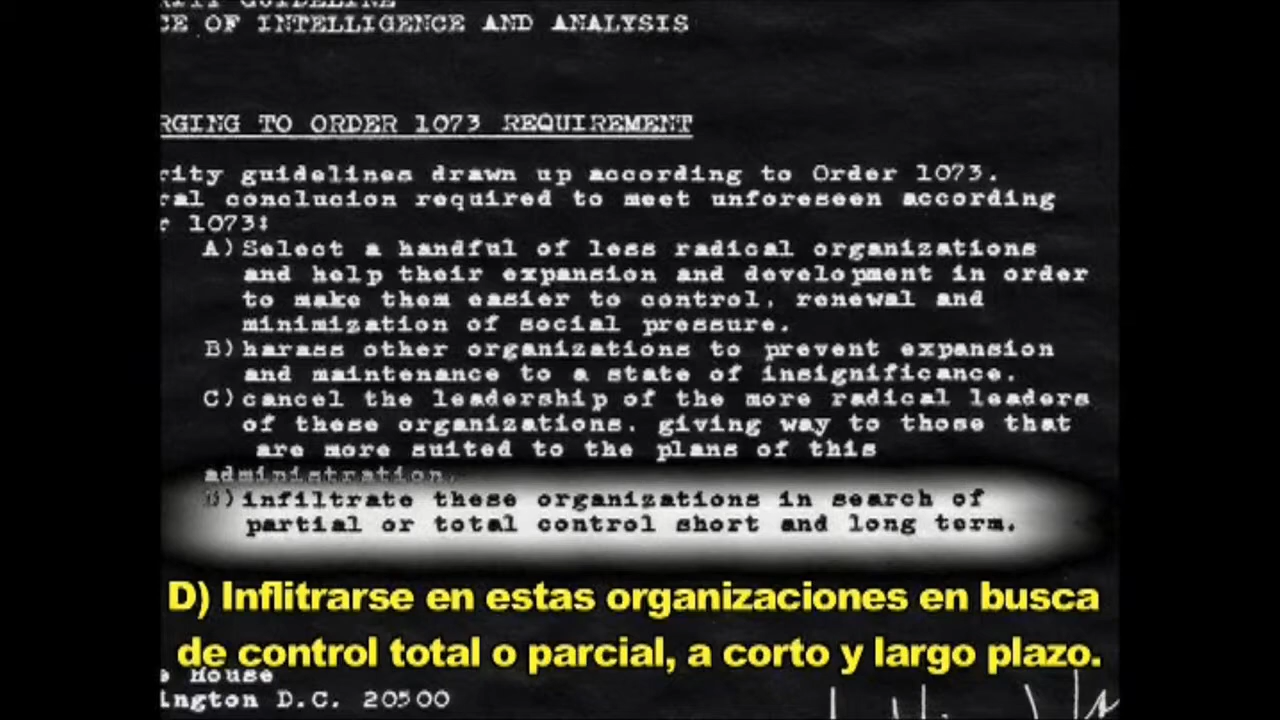 RITY GUIDELINE
CE OF INTELLIGENCE AND ANALYSIS
RGING TO ORDER 1073 REQUIREMENT
rity guidelines drawn up according to Order 1073.
ral conclucion required to meet unforeseen according
r 1073:
A) Select a handful of less radical organizations
and help their expansion and development in order
to make them easier to control, renewal and
minimization of social pressure.
B) harass other organizations to prevent expansion
and maintenance to a state of insignificance.
C) cancel the leadership of the more radical leaders
of these organizations, giving way to those that
are more suited to the plans of this
administration.
D) infiltrate these organizations in search of
partial or total control short and long term.
D) Inflitrarse en estas organizaciones en busca
de control total o parcial, a corto y largo plazo.
e House
ington D.C. 20500